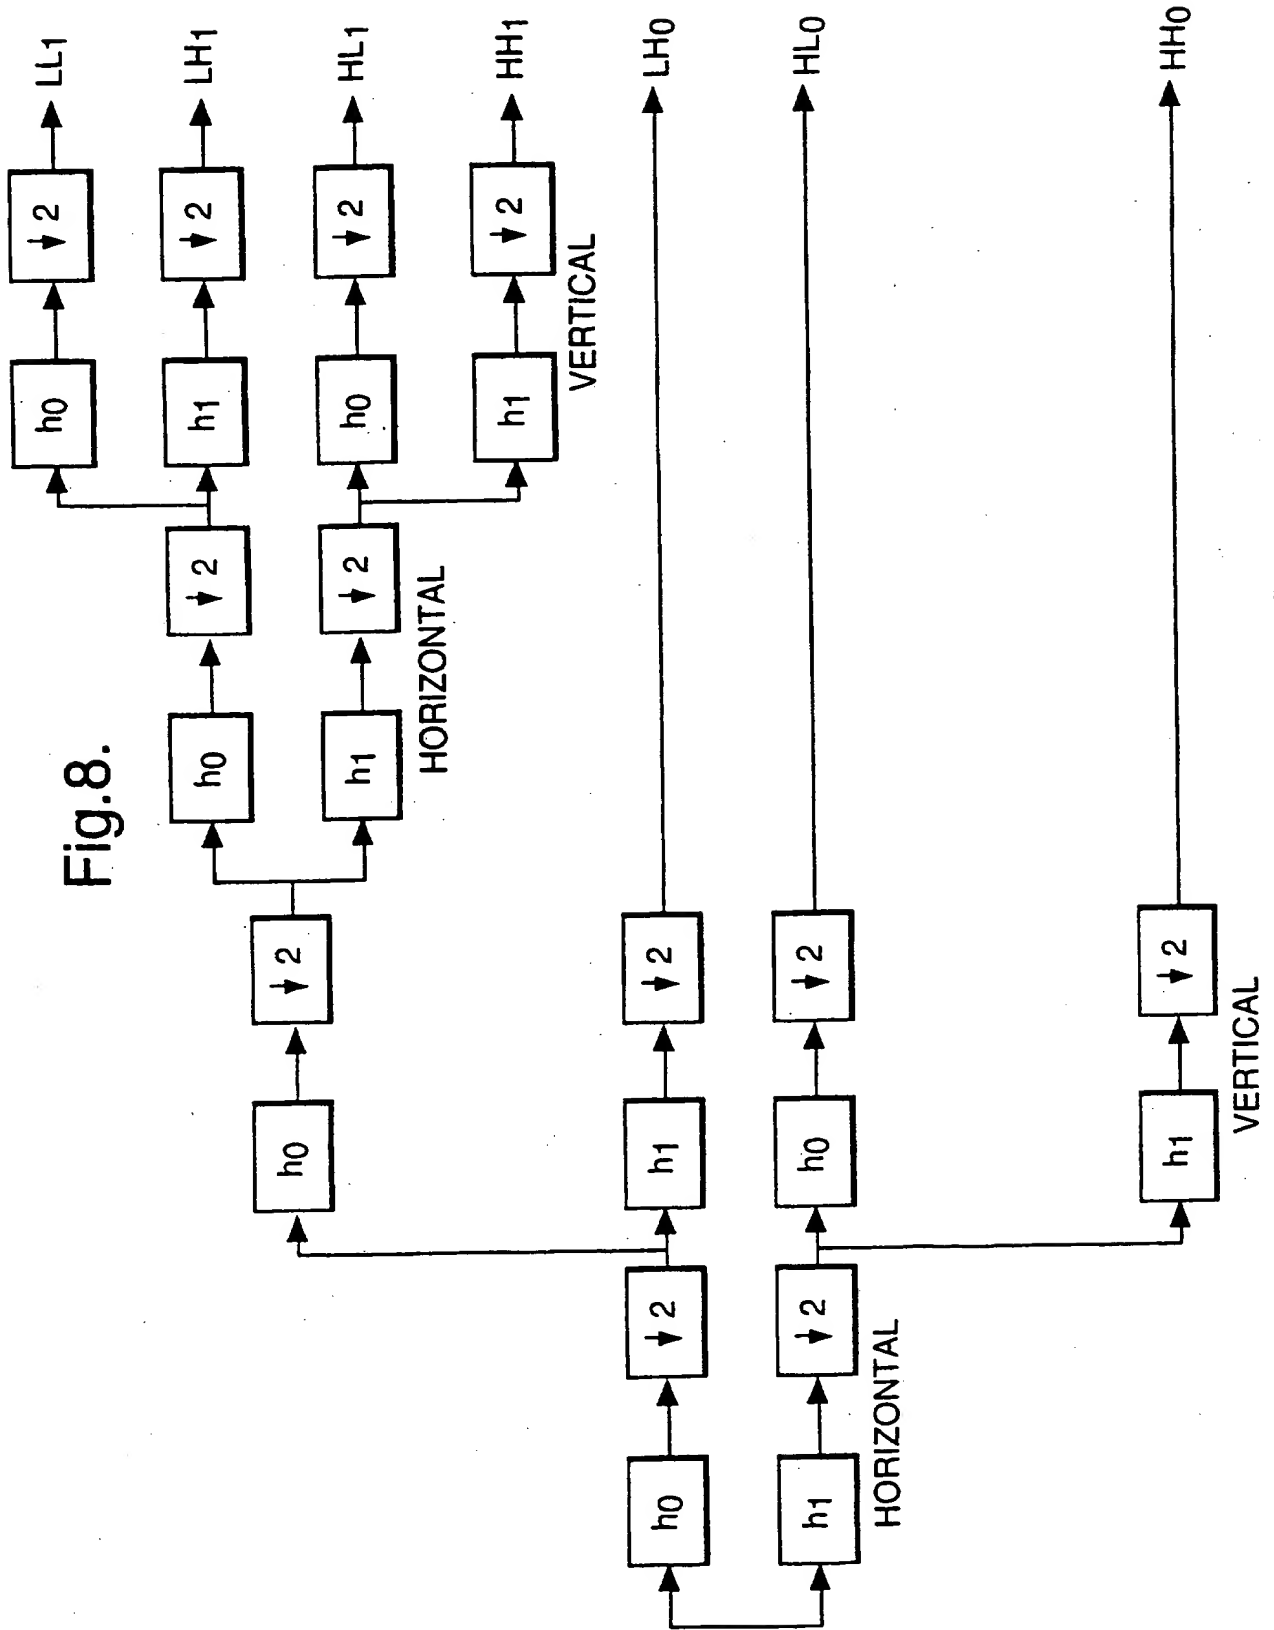 h0 ↓2 LL1
Fig.8.
h0 ↓2 h1 ↓2 LH1
h0 ↓2
h1 ↓2 h0 ↓2 HL1
HORIZONTAL
h1 ↓2 HH1
VERTICAL
h0 ↓2 h1 ↓2 LH0
h1 ↓2 h0 ↓2 HL0
HORIZONTAL
h1 ↓2 HH0
VERTICAL